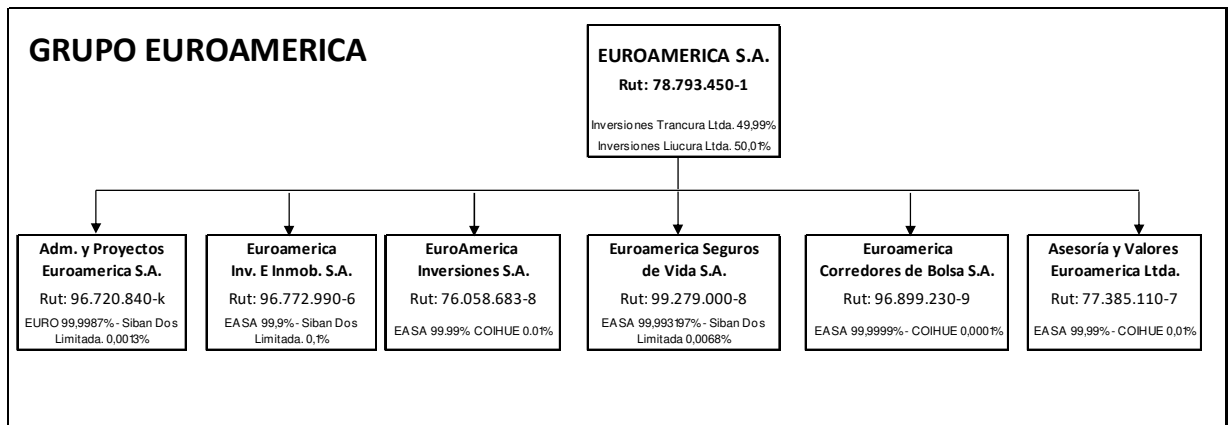 GRUPO EUROAMERICA
EUROAMERICA S.A.
Rut: 78.793.450-1
Inversiones Trancura Ltda. 49,99%
Inversiones Liucura Ltda. 50,01%
Adm. y Proyectos
Euroamerica S.A.
Rut: 96.720.840-k
EURO 99,9987% - Siban Dos
Limitada. 0,0013%
Euroamerica
Inv. E Inmob. S.A.
Rut: 96.772.990-6
EASA 99,9% - Siban Dos
Limitada. 0,1%
EuroAmerica
Inversiones S.A.
Rut: 76.058.683-8
EASA 99.99% COIHUE 0.01%
Euroamerica Seguros
de Vida S.A.
Rut: 99.279.000-8
EASA 99,993197% - Siban Dos
Limitada 0,0068%
Euroamerica
Corredores de Bolsa S.A.
Rut: 96.899.230-9
EASA 99,9999% - COIHUE 0,0001%
Asesoría y Valores
Euroamerica Ltda.
Rut: 77.385.110-7
EASA 99,99% - COIHUE 0,01%